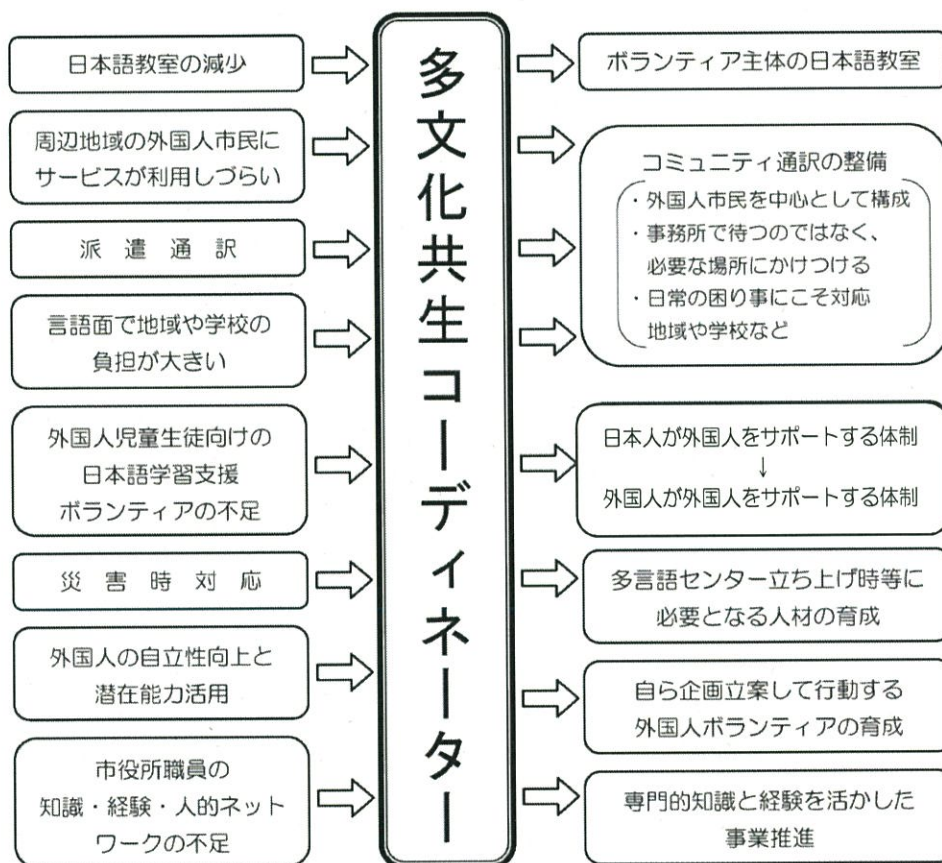 日本語教室の減少
周辺地域の外国人市民に
サービスが利用しづらい
派遣通訳
言語面で地域や学校の
負担が大きい
外国人児童生徒向けの
日本語学習支援
ボランティアの不足
災害時対応
外国人の自立性向上と
潜在能力活用
市役所職員の
知識・経験・人的ネット
ワークの不足
多文化共生コーディネーター
ボランティア主体の日本語教室
コミュニティ通訳の整備
・外国人市民を中心として構成
・事務所で待つのではなく、
必要な場所にかけつける
・日常の困り事にこそ対応
地域や学校など
日本人が外国人をサポートする体制
↓
外国人が外国人をサポートする体制
多言語センター立ち上げ時等に
必要となる人材の育成
自ら企画立案して行動する
外国人ボランティアの育成
専門的知識と経験を活かした
事業推進